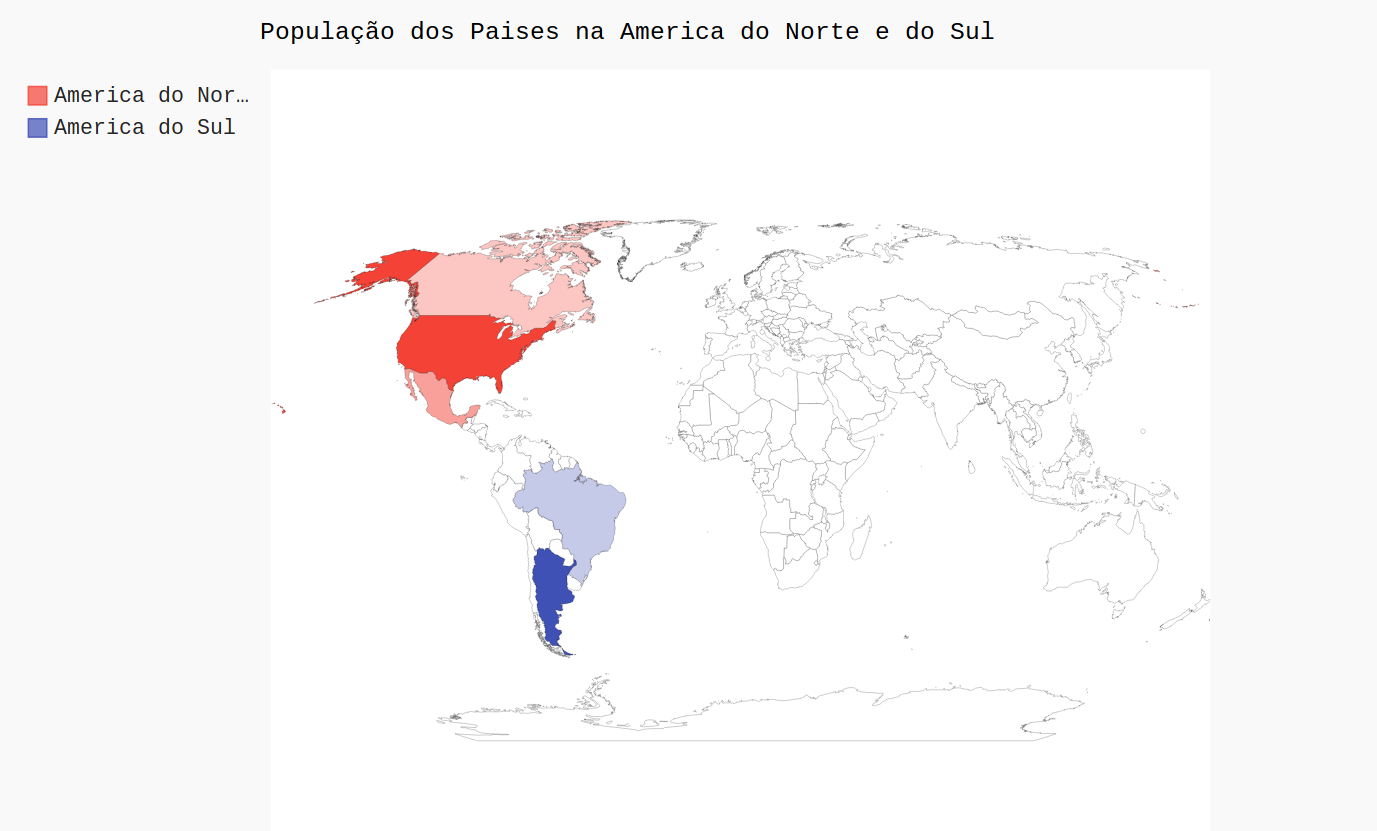 População dos Paises na America do Norte e do Sul
America do Nor…
America do Sul